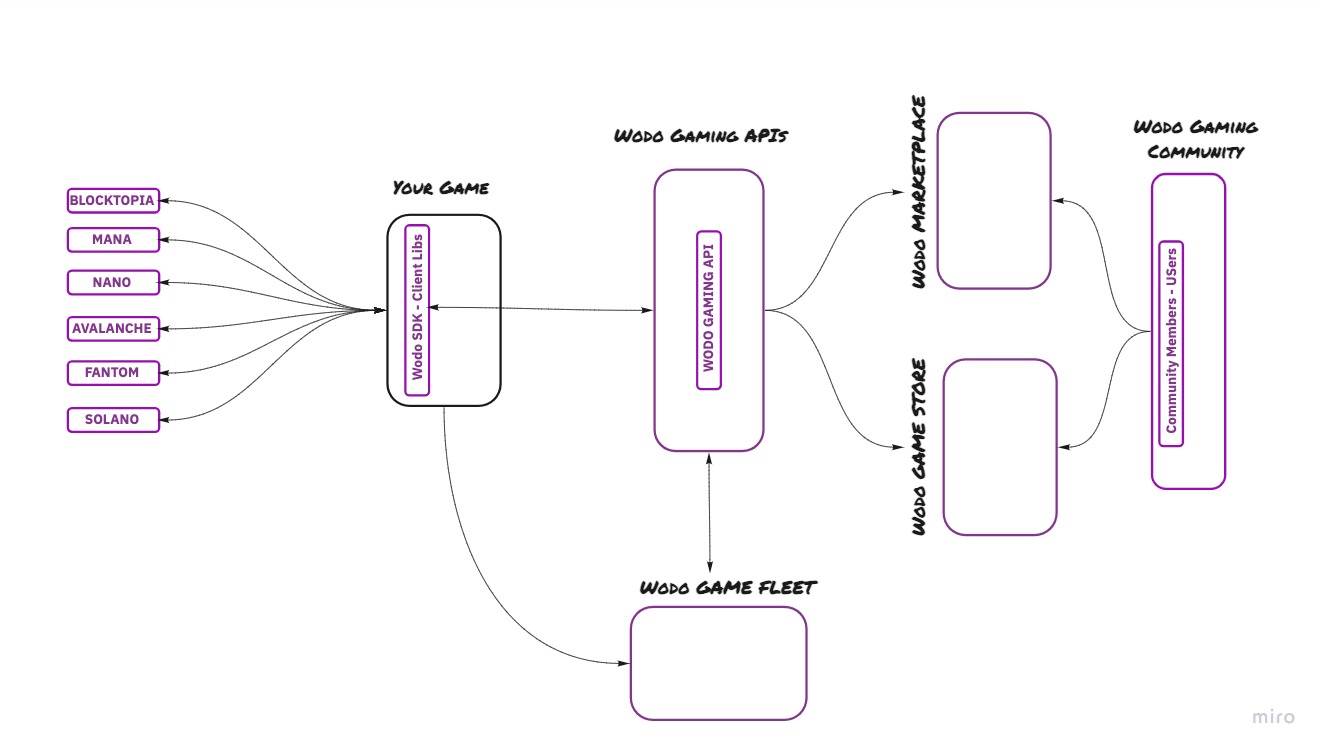 BLOCKTOPIA
MANA
NANO
AVALANCHE
FANTOM
SOLANO
Your Game
Wodo SDK - Client Libs
Wodo Gaming APIs
WODO GAMING API
Wodo GAME FLEET
Wodo MARKETPLACE
Wodo GAME STORE
Wodo Gaming
Community
Community Members - USers
miro